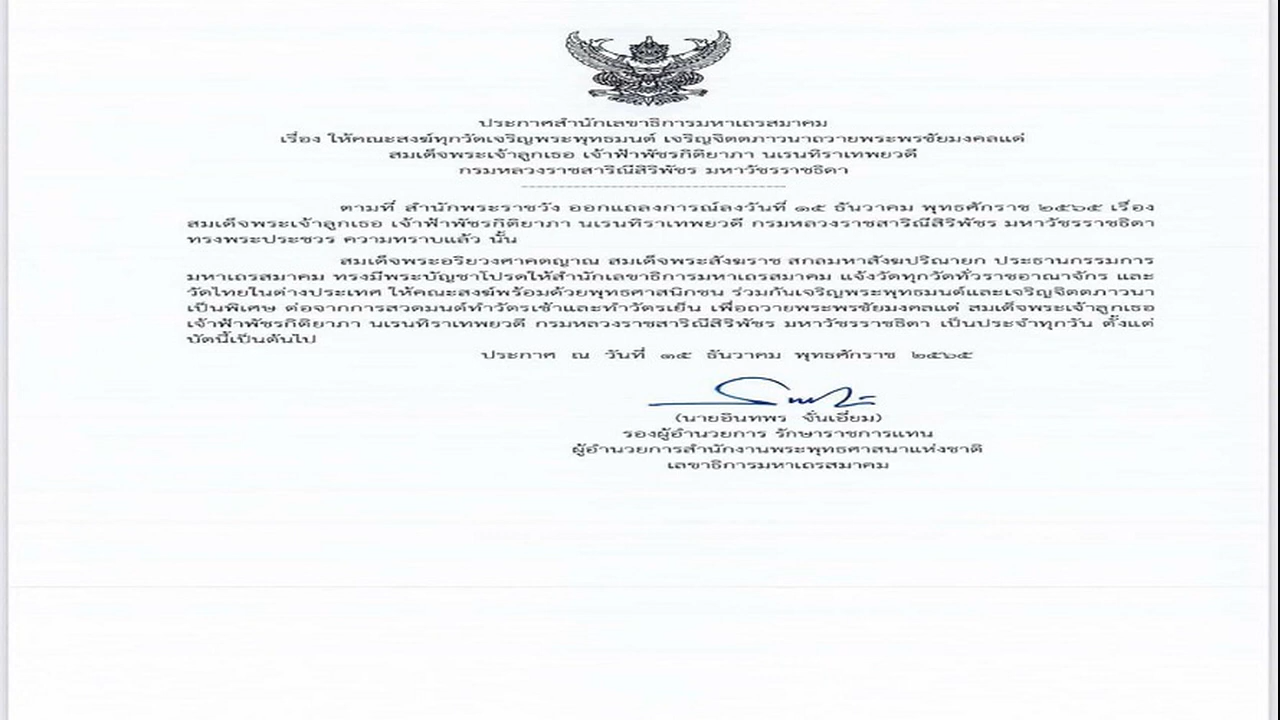 ประกาศสำนักเลขาธิการมหาเถรสมาคม
เรื่อง ให้คณะสงฆ์ทุกวัดเจริญพระพุทธมนต์ เจริญจิตตภาวนาถวายพระพรชัยมงคลแด่
สมเด็จพระเจ้าลูกเธอ เจ้าฟ้าพัชรกิติยาภา นเรนทิราเทพยวดี
กรมหลวงราชสาริณีสิริพัชร มหาวัชรราชธิดา
ตามที่ สำนักพระราชวัง ออกแถลงการณ์ลงวันที่ ๑๕ ธันวาคม พุทธศักราช ๒๕๖๕ เรื่อง
สมเด็จพระเจ้าลูกเธอ เจ้าฟ้าพัชรกิติยาภา นเรนทิราเทพยวดี กรมหลวงราชสาริณีสิริพัชร มหาวัชรราชธิดา
ทรงพระประชวร ความทราบแล้ว นั้น
สมเด็จพระอริยวงศาคตญาณ สมเด็จพระสังฆราช สกลมหาสังฆปริณายก ประธานกรรมการ
มหาเถรสมาคม ทรงมีพระบัญชาโปรดให้สำนักเลขาธิการมหาเถรสมาคม แจ้งวัดทุกวัดทั่วราชอาณาจักร และ
วัดไทยในต่างประเทศ ให้คณะสงฆ์พร้อมด้วยพุทธศาสนิกชน ร่วมกันเจริญพระพุทธมนต์และเจริญจิตตภาวนา
เป็นพิเศษ ต่อจากการสวดมนต์ทำวัตรเช้าและทำวัตรเย็น เพื่อถวายพระพรชัยมงคลแด่ สมเด็จพระเจ้าลูกเธอ
เจ้าฟ้าพัชรกิติยาภา นเรนทิราเทพยวดี กรมหลวงราชสาริณีสิริพัชร มหาวัชรราชธิดา เป็นประจำทุกวัน ตั้งแต่
บัดนี้เป็นต้นไป
ประกาศ ณ วันที่ ๑๕ ธันวาคม พุทธศักราช ๒๕๖๕
(นายอินทพร จั่นเอี่ยม)
รองผู้อำนวยการ รักษาราชการแทน
ผู้อำนวยการสำนักงานพระพุทธศาสนาแห่งชาติ
เลขาธิการมหาเถรสมาคม